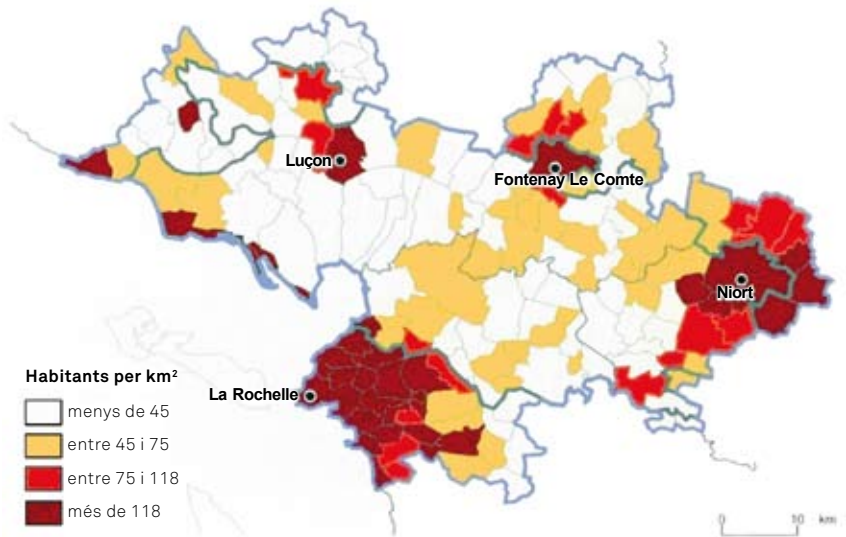 Luçon
Fontenay Le Comte
Niort
La Rochelle
Habitants per km²
menys de 45
entre 45 i 75
entre 75 i 118
més de 118
0 10 km